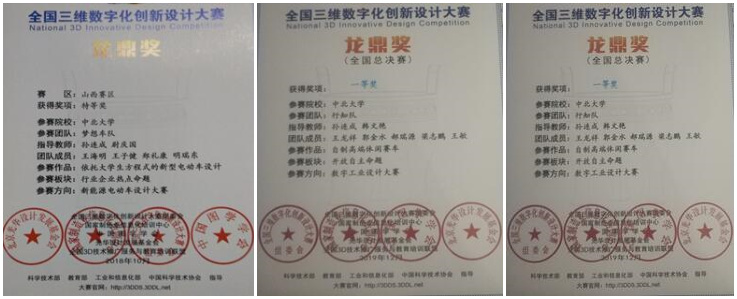 全国三维数字化创新设计大赛
National 3D Innovative Design Competition
龙鼎奖
赛 区：山西赛区
获得奖项：特等奖
参赛院校：中北大学
参赛团队：梦想车队
指导教师：孙连成 尉庆国
团队成员：王海明 王子健 郑礼康 明瑞东
参赛作品：依托大学生方程式的新型电动车设计
参赛板块：行业企业热点命题
参赛方向：新能源电动车设计大赛
2018年10月
科学技术部 教育部 工业和信息化部 中国科学技术协会 指导
大赛官网：http://3DDS.3DDL.net
全国三维数字化创新设计大赛
National 3D Innovative Design Competition
龙鼎奖
（全国总决赛）
获得奖项：一等奖
参赛院校：中北大学
参赛团队：行知队
指导教师：孙连成 韩文艳
团队成员：王龙祥 郭金水 郝瑞源 梁志鹏 王敏
参赛作品：自制高端休闲赛车
参赛板块：开放自主命题
参赛方向：数字工业设计大赛
2019年12月
科学技术部 教育部 工业和信息化部 中国科学技术协会 指导
大赛官网：http://3DDS.3DDL.net
全国三维数字化创新设计大赛
National 3D Innovative Design Competition
龙鼎奖
（全国总决赛）
获得奖项：一等奖
参赛院校：中北大学
参赛团队：行知队
指导教师：孙连成 韩文艳
团队成员：王龙祥 郭金水 郝瑞源 梁志鹏 王敏
参赛作品：自制高端休闲赛车
参赛板块：开放自主命题
参赛方向：数字工业设计大赛
2019年12月
科学技术部 教育部 工业和信息化部 中国科学技术协会 指导
大赛官网：http://3DDS.3DDL.net